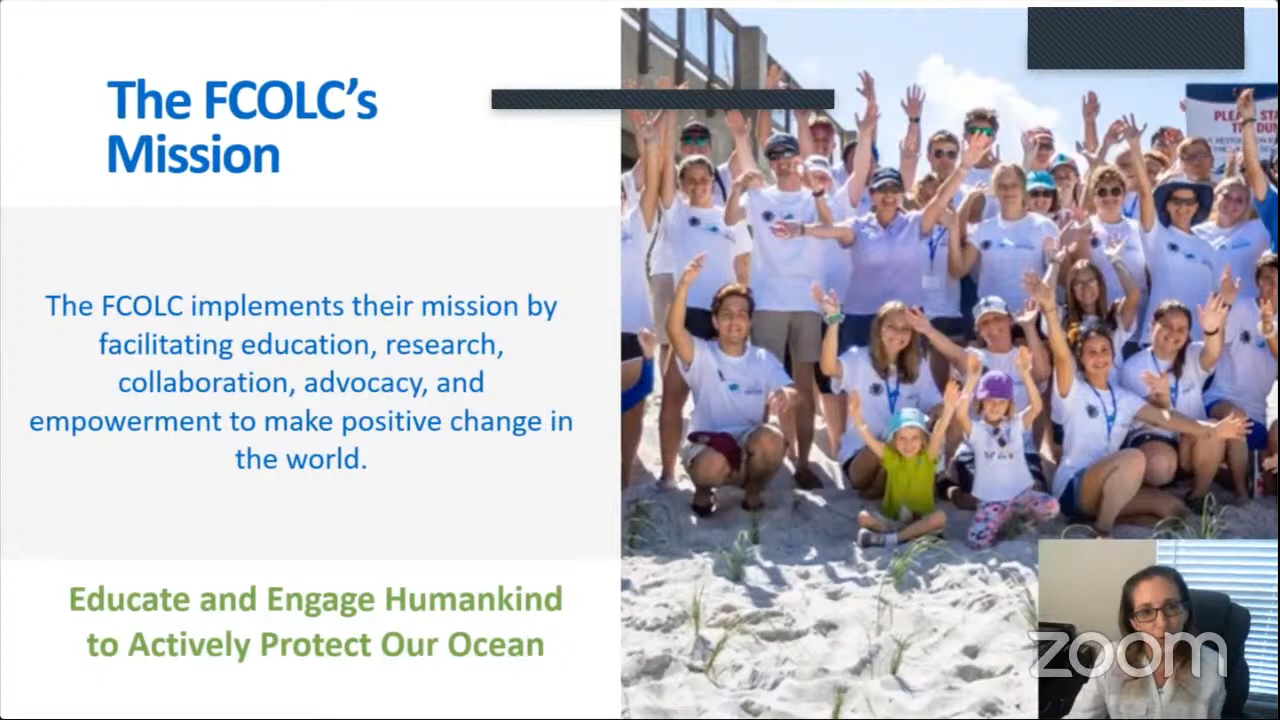 The FCOLC's
Mission
The FCOLC implements their mission by
facilitating education, research,
collaboration, advocacy, and
empowerment to make positive change in
the world.
Educate and Engage Humankind
to Actively Protect Our Ocean
zoom